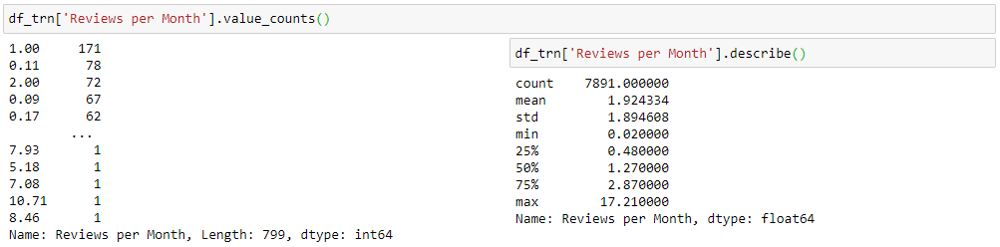 df_trn['Reviews per Month'].value_counts()
1.00 171
0.11 78
2.00 72
0.09 67
0.17 62
...
7.93 1
5.18 1
7.08 1
10.71 1
8.46 1
Name: Reviews per Month, Length: 799, dtype: int64
df_trn['Reviews per Month'].describe()
count 7891.000000
mean 1.924334
std 1.894608
min 0.020000
25% 0.480000
50% 1.270000
75% 2.870000
max 17.210000
Name: Reviews per Month, dtype: float64